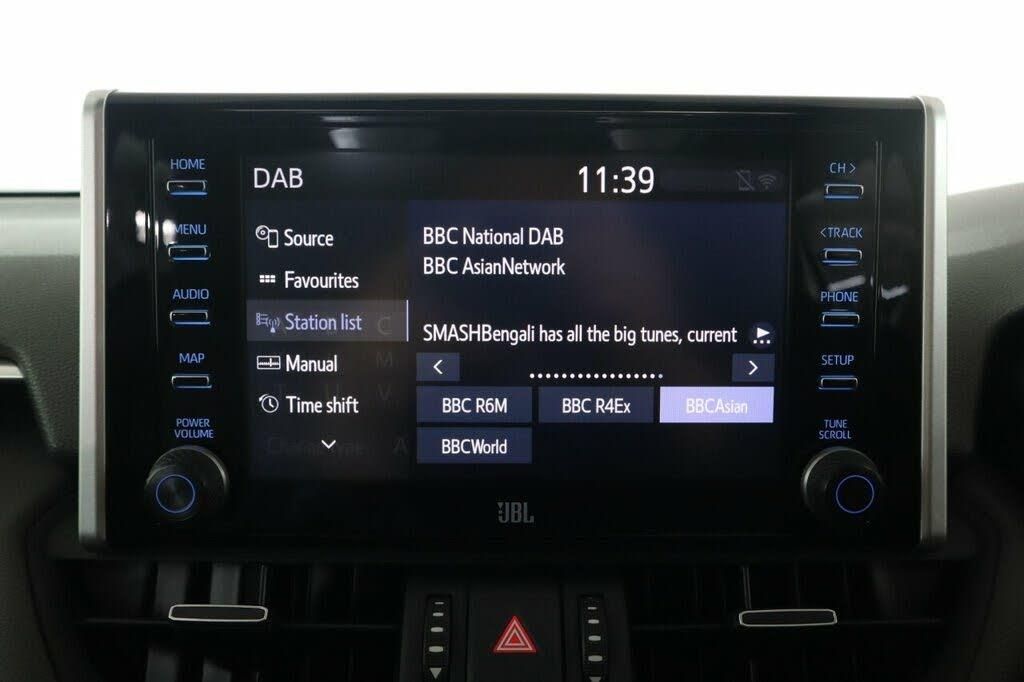 HOME
MENU
AUDIO
MAP
POWER
VOLUME
DAB
11:39
Source
Favourites
Station list
Manual
Time shift
BBC National DAB
BBC AsianNetwork
SMASHBengali has all the big tunes, current
<
>
BBC R6M
BBC R4Ex
BBCAsian
BBCWorld
JBL
CH >
<TRACK
PHONE
SETUP
TUNE
SCROLL